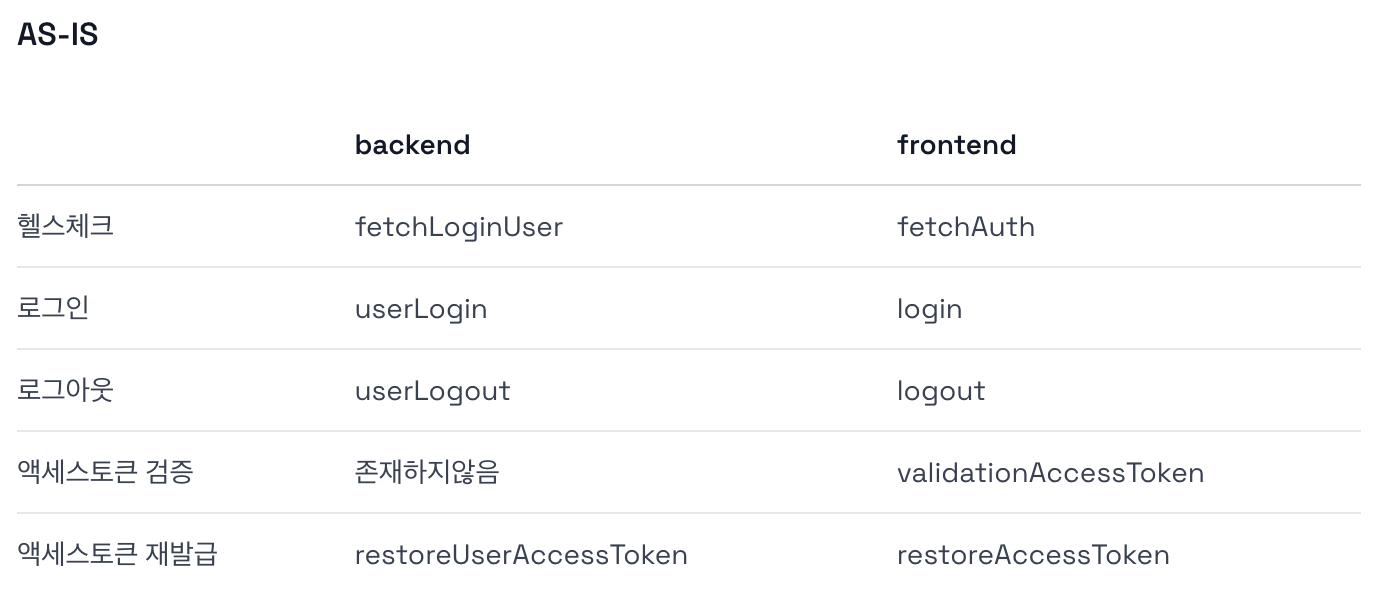 AS-IS
backend frontend
헬스체크 fetchLoginUser fetchAuth
로그인 userLogin login
로그아웃 userLogout logout
액세스토큰 검증 존재하지않음 validationAccessToken
액세스토큰 재발급 restoreUserAccessToken restoreAccessToken